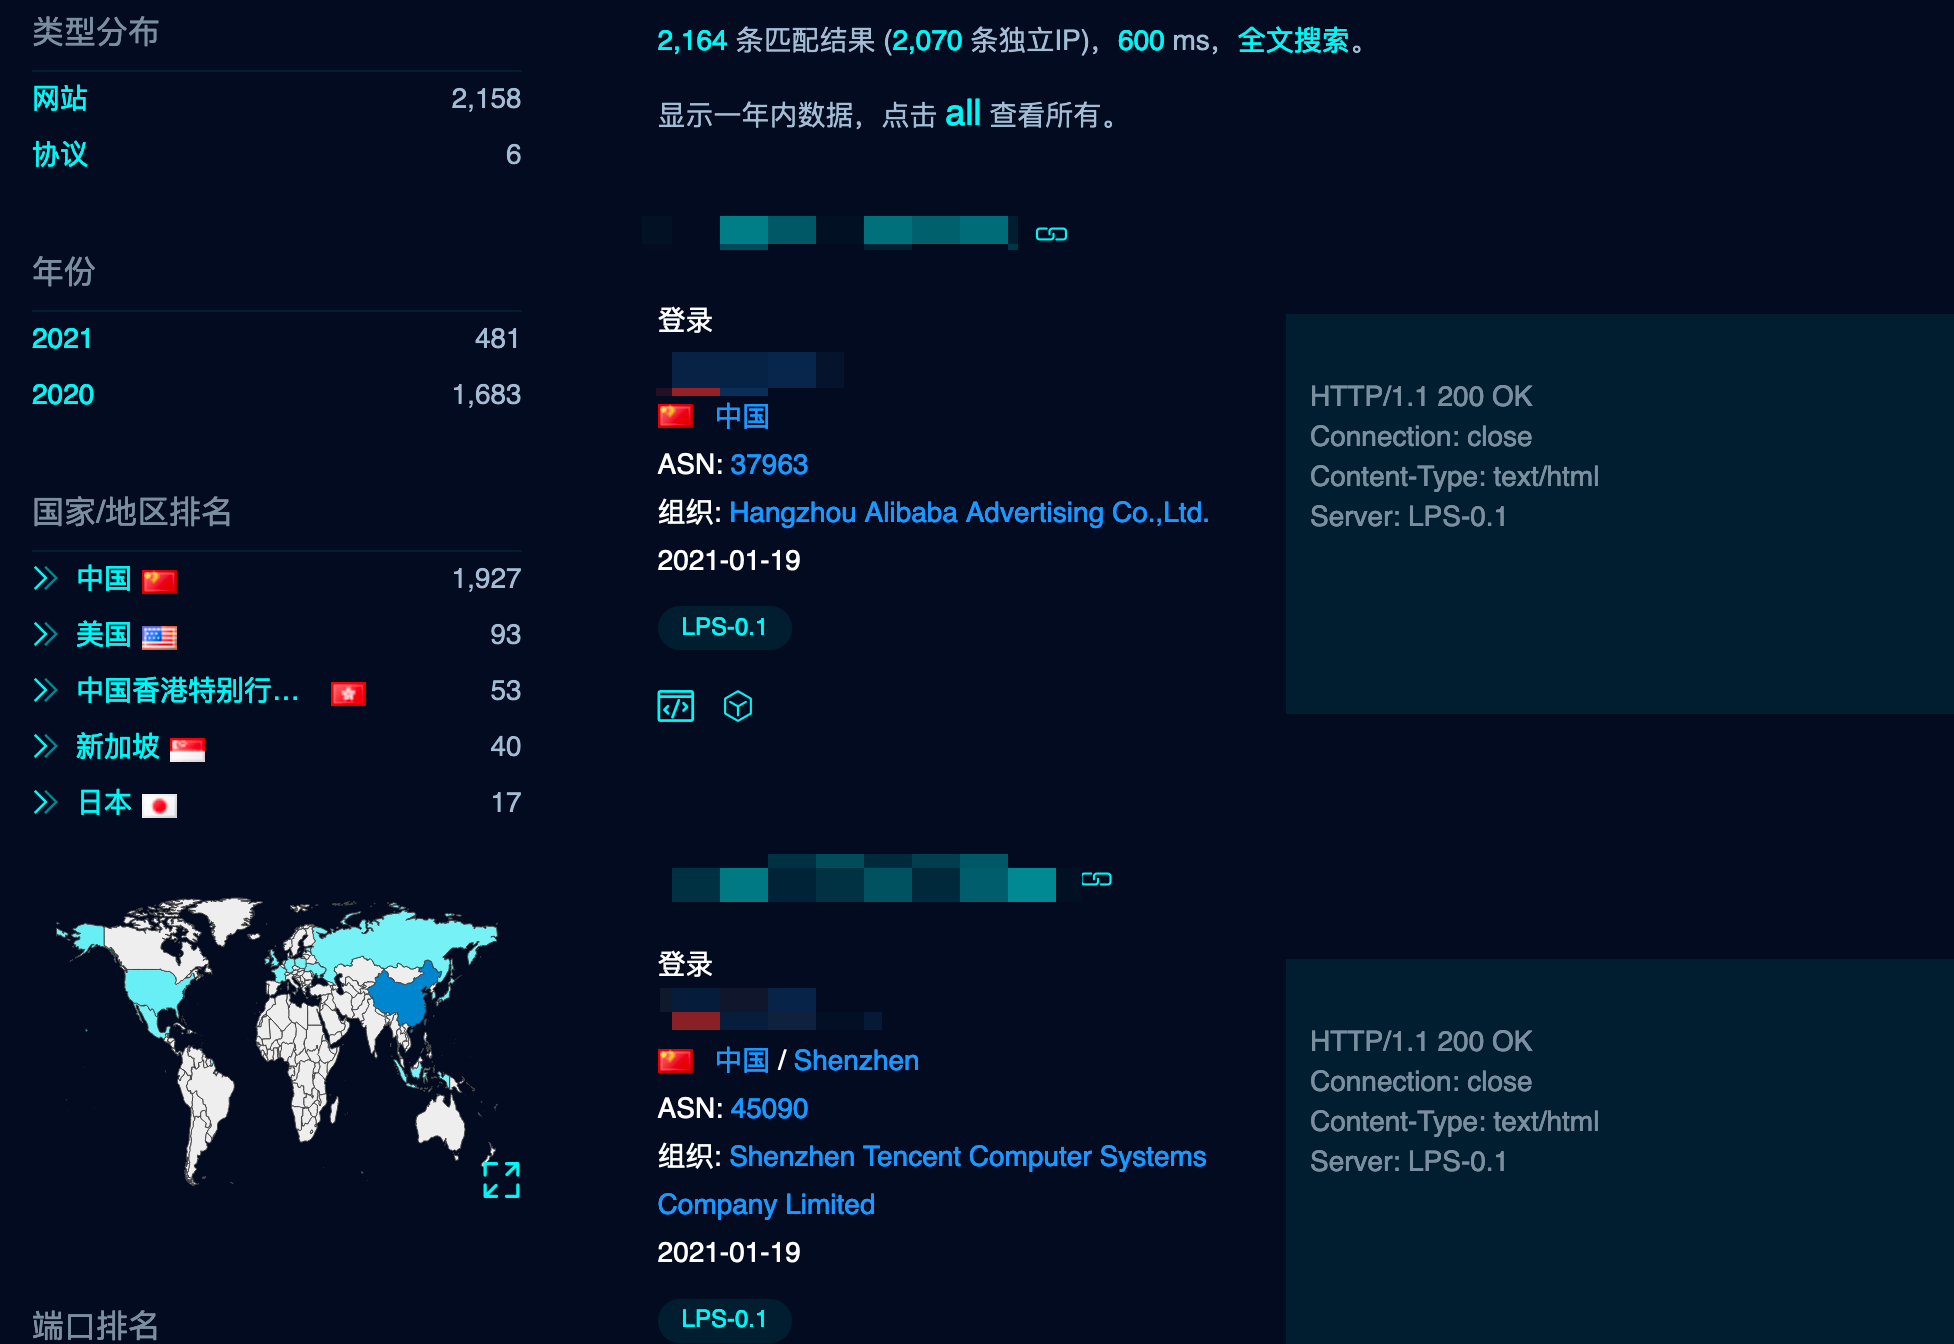 类型分布
网站 2,158
协议 6
年份
2021 481
2020 1,683
国家/地区排名
中国 1,927
美国 93
中国香港特别行... 53
新加坡 40
日本 17
端口排名
2,164 条匹配结果 (2,070 条独立IP)，600 ms，全文搜索。
显示一年内数据，点击 all 查看所有。
登录
中国
ASN: 37963
组织: Hangzhou Alibaba Advertising Co.,Ltd.
2021-01-19
LPS-0.1
HTTP/1.1 200 OK
Connection: close
Content-Type: text/html
Server: LPS-0.1
登录
中国 / Shenzhen
ASN: 45090
组织: Shenzhen Tencent Computer Systems
Company Limited
2021-01-19
LPS-0.1
HTTP/1.1 200 OK
Connection: close
Content-Type: text/html
Server: LPS-0.1